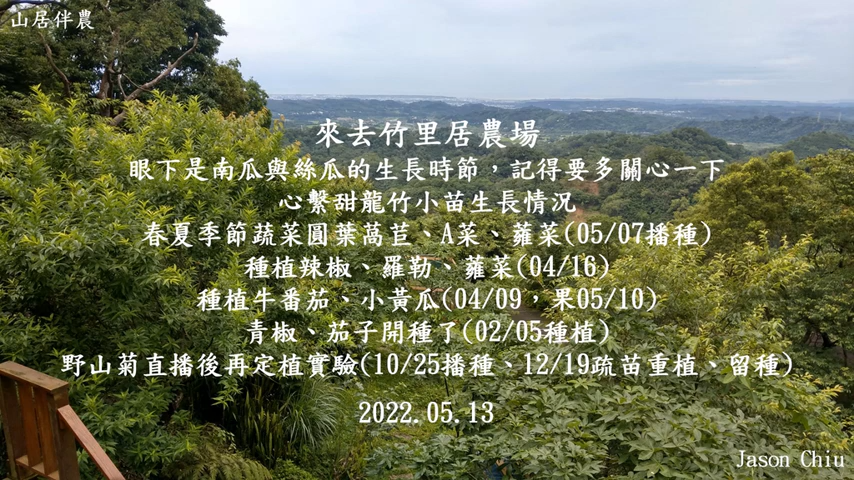 山居伴農
來去竹里居農場
眼下是南瓜與絲瓜的生長時節，記得要多關心一下
心繫甜龍竹小苗生長情況
春夏季節蔬菜圓葉萵苣、A菜、蕹菜(05/07播種)
種植辣椒、羅勒、蕹菜(04/16)
種植牛番茄、小黃瓜(04/09，果05/10)
青椒、茄子開種了(02/05種植)
野山菊直播後再定植實驗(10/25播種、12/19疏苗重植、留種)
2022.05.13
Jason Chiu